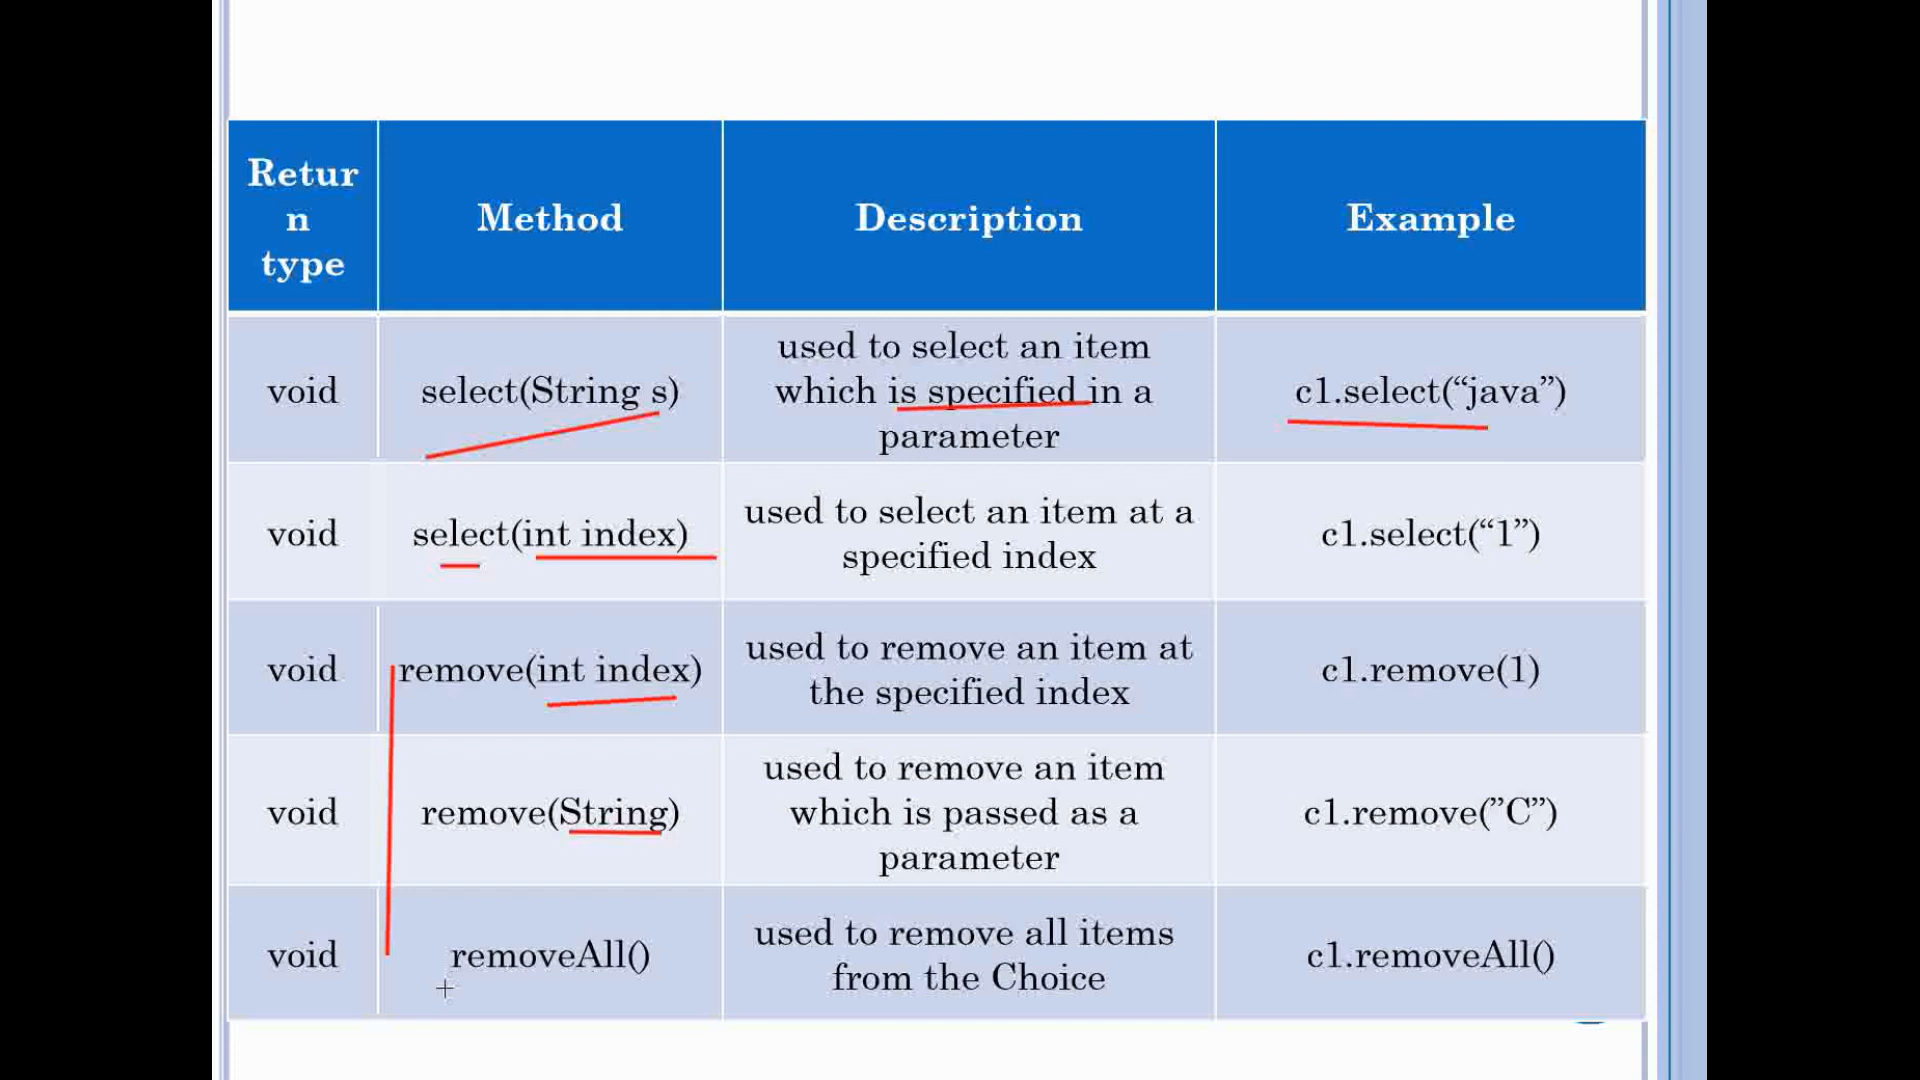 Retur
n
type
Method
Description
Example
void
select(String s)
used to select an item
which is specified in a
parameter
c1.select(“java”)
void
select(int index)
used to select an item at a
specified index
c1.select(“1”)
void
remove(int index)
used to remove an item at
the specified index
c1.remove(1)
void
remove(String)
used to remove an item
which is passed as a
parameter
c1.remove(”C”)
void
removeAll()
used to remove all items
from the Choice
c1.removeAll()